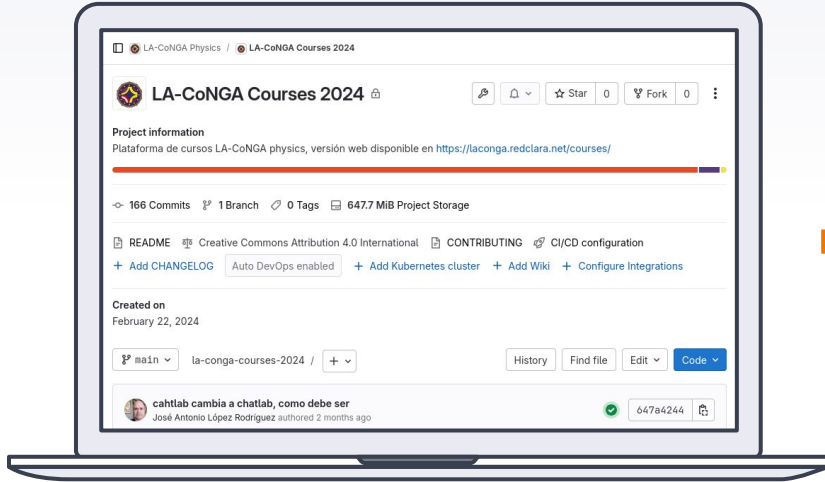 LA-CoNGA Physics / LA-CoNGA Courses 2024
LA-CoNGA Courses 2024
Star 0 Fork 0
Project information
Plataforma de cursos LA-CoNGA physics, versión web disponible en https://laconga.redclara.net/courses/
166 Commits 1 Branch 0 Tags 647.7 MiB Project Storage
README Creative Commons Attribution 4.0 International CONTRIBUTING CI/CD configuration
+ Add CHANGELOG Auto DevOps enabled + Add Kubernetes cluster + Add Wiki + Configure Integrations
Created on
February 22, 2024
main la-conga-courses-2024 / + History Find file Edit Code
cahtlab cambia a chatlab, como debe ser
José Antonio López Rodríguez authored 2 months ago
647a4244